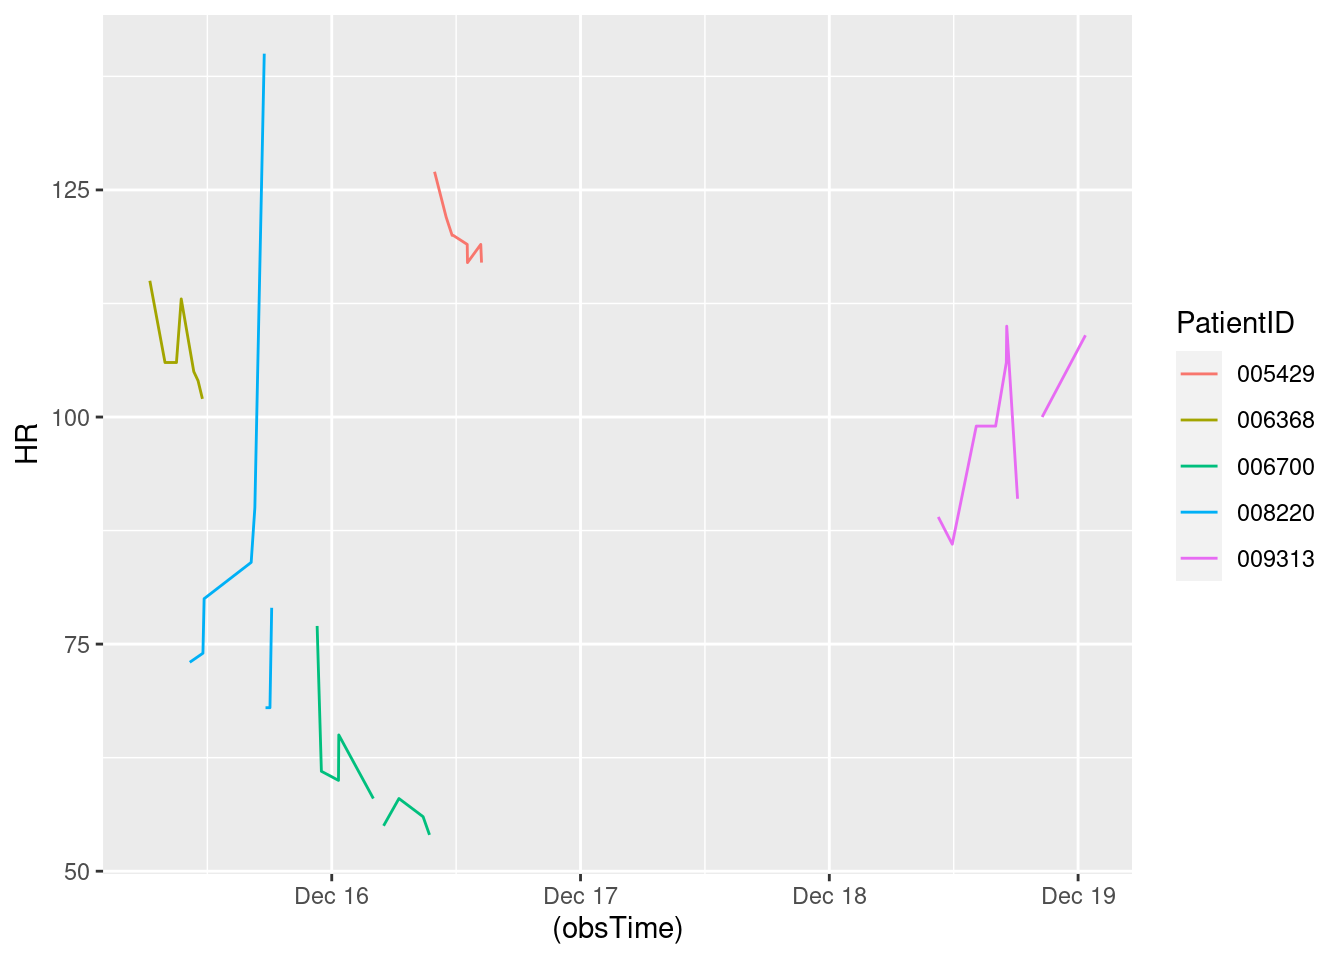 125
100
75
50
HR
Dec 16
Dec 17
Dec 18
Dec 19
(obsTime)
PatientID
005429
006368
006700
008220
009313